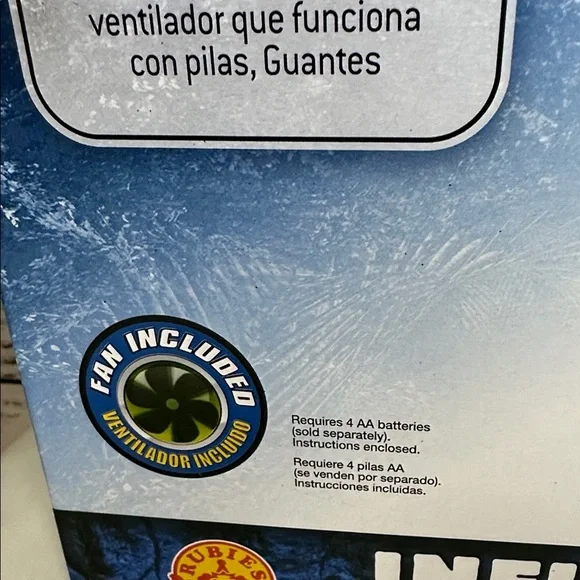 ventilador que funciona
con pilas, Guantes
FAN INCLUDED
VENTILADOR INCLUIDO
Requires 4 AA batteries
(sold separately).
Instructions enclosed.
Requiere 4 pilas AA
(se venden por separado).
Instrucciones incluidas.
RUBIES